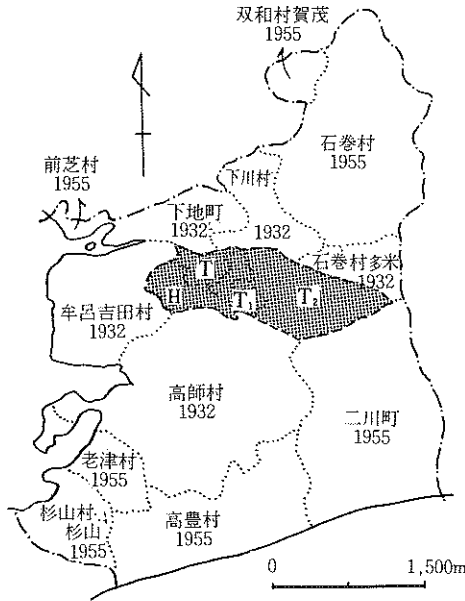 双和村賀茂
1955
石巻村
1955
前芝村
1955
下川村
1932
下地町
1932
石巻村多米
1932
T
H
T₁
T₂
牟呂吉田村
1932
高師村
1932
二川町
1955
老津村
1955
杉山村、
杉山
1955
高豊村
1955
0
1,500m